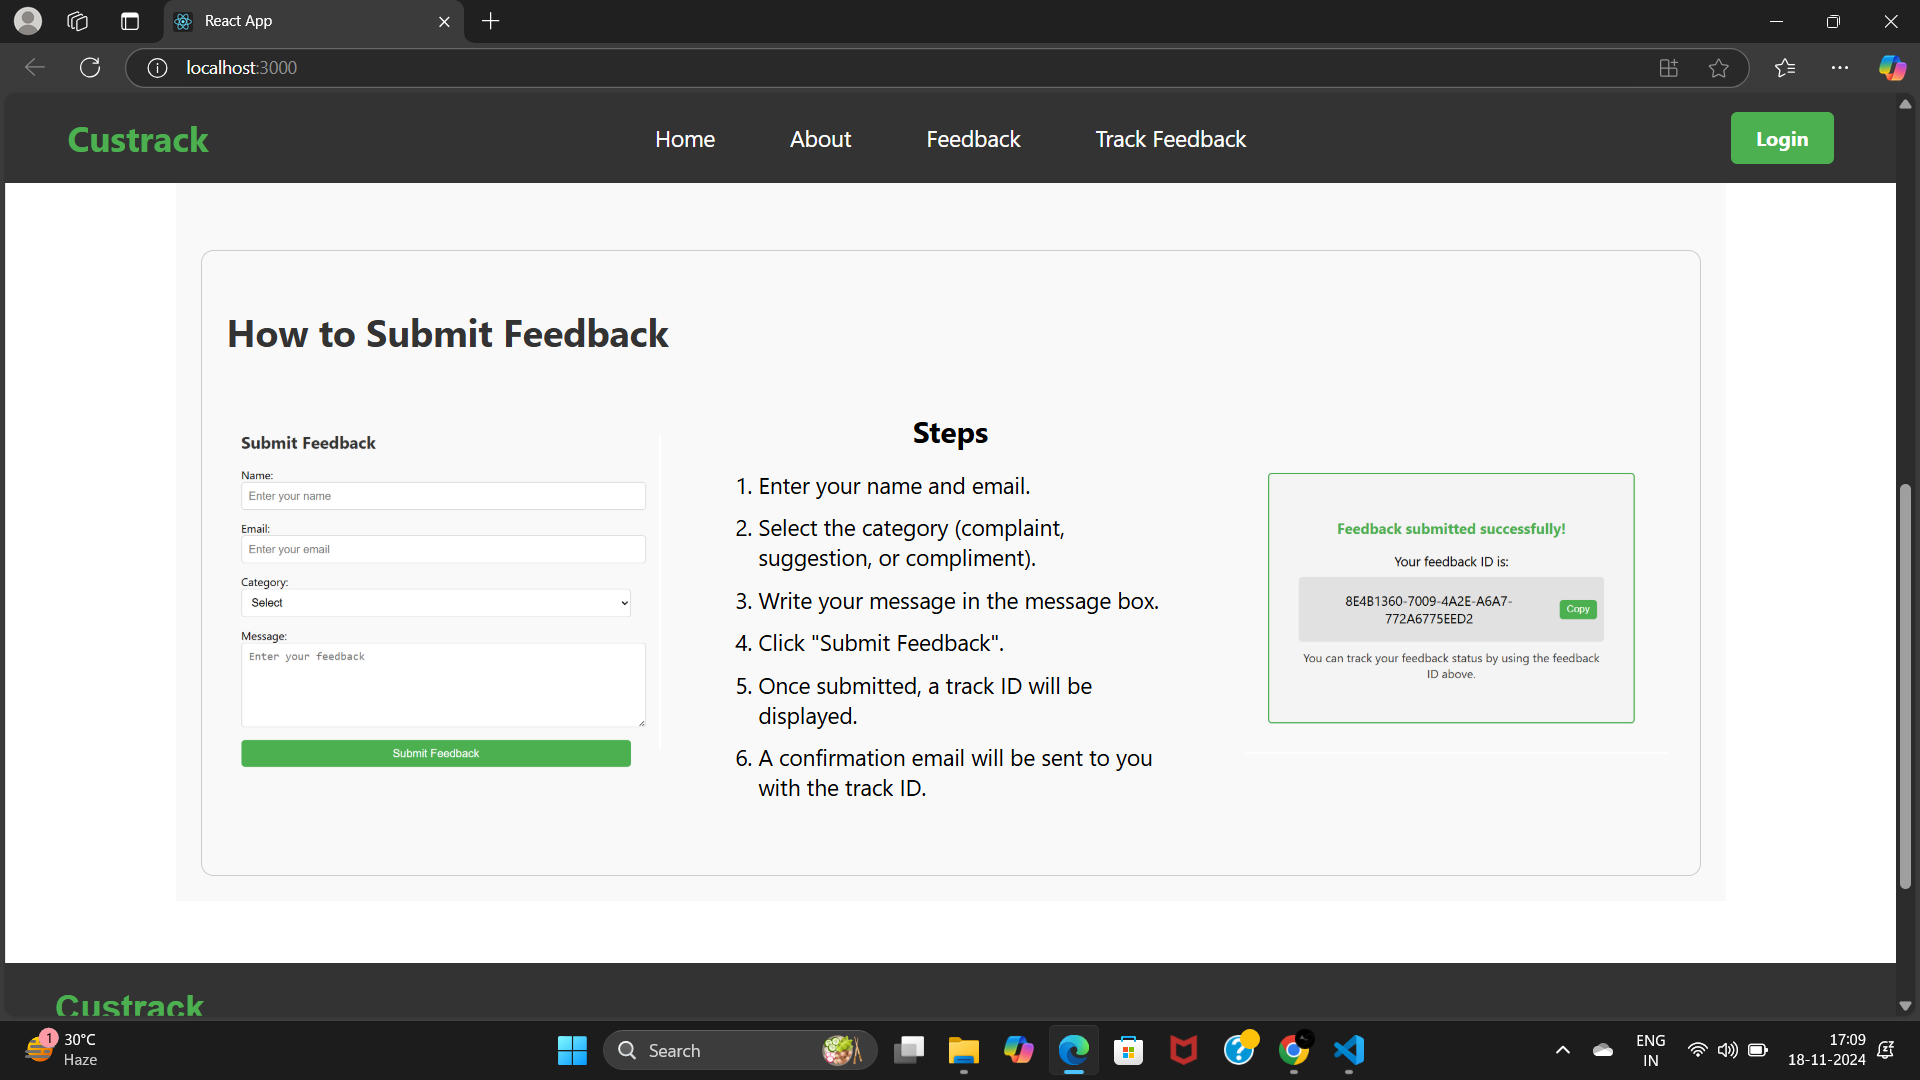 React App
localhost:3000
Custrack
Home
About
Feedback
Track Feedback
Login
How to Submit Feedback
Submit Feedback
Name:
Enter your name
Email:
Enter your email
Category:
Select
Message:
Enter your feedback
Submit Feedback
Steps
1. Enter your name and email.
2. Select the category (complaint,
suggestion, or compliment).
3. Write your message in the message box.
4. Click "Submit Feedback".
5. Once submitted, a track ID will be
displayed.
6. A confirmation email will be sent to you
with the track ID.
Feedback submitted successfully!
Your feedback ID is:
8E4B1360-7009-4A2E-A6A7-
772A6775EED2
Copy
You can track your feedback status by using the feedback
ID above.
Custrack
1
30°C
Haze
Search
ENG
IN
17:09
18-11-2024